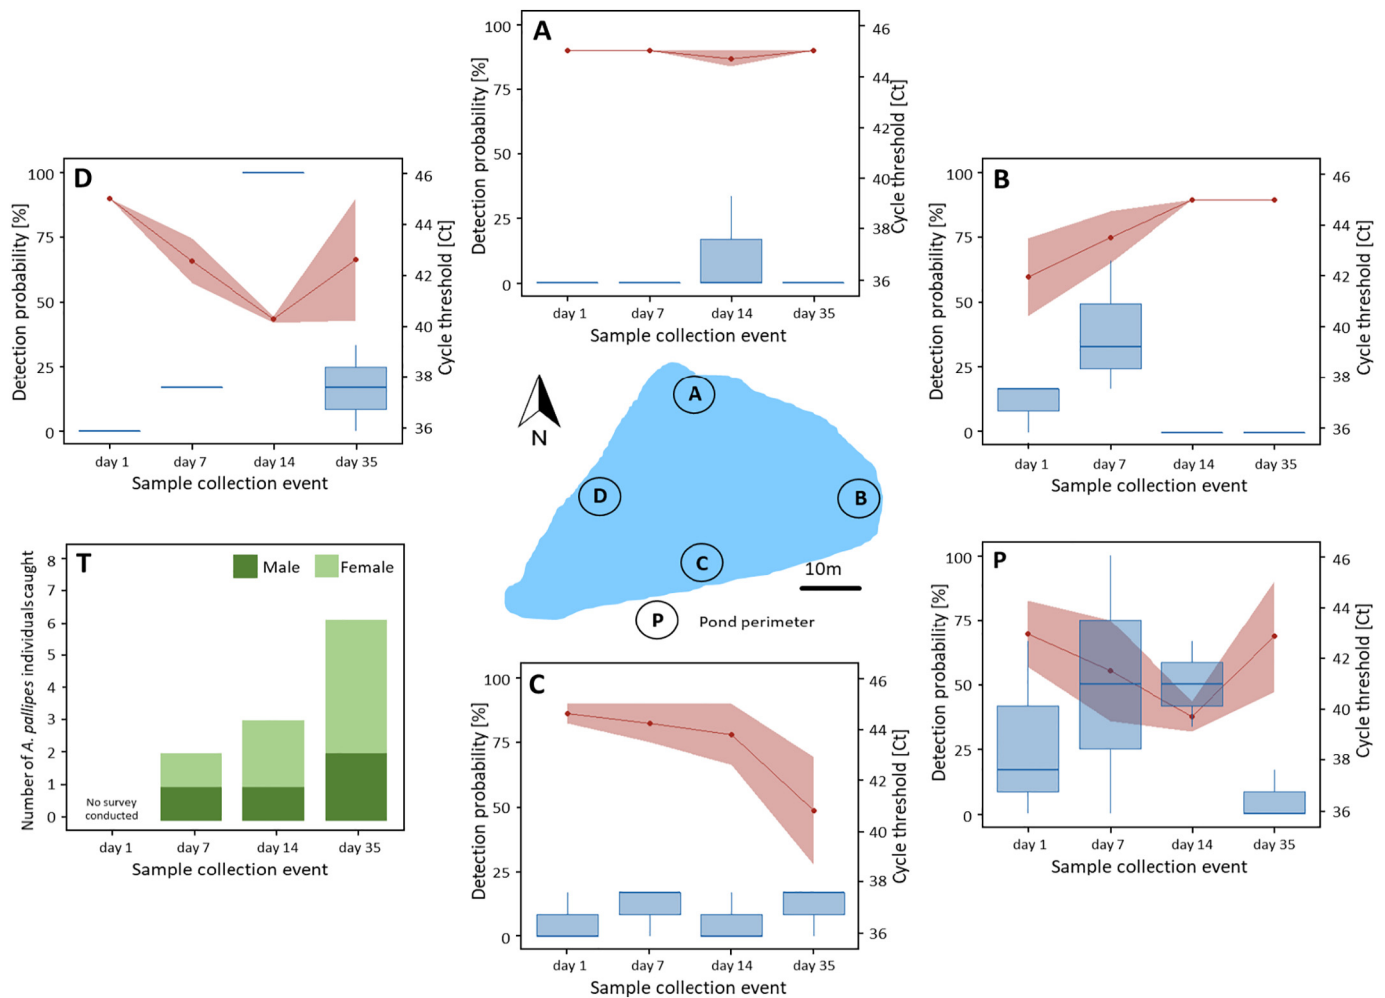 A
Detection probability [%]
100
75
50
25
0
46
44
42
40
38
36
Cycle threshold [Ct]
day 1 day 7 day 14 day 35
Sample collection event
D
Detection probability [%]
100
75
50
25
0
46
44
42
40
38
36
Cycle threshold [Ct]
day 1 day 7 day 14 day 35
Sample collection event
B
Detection probability [%]
100
75
50
25
0
46
44
42
40
38
36
Cycle threshold [Ct]
day 1 day 7 day 14 day 35
Sample collection event
N
A
D
B
C
10m
P Pond perimeter
T
Male Female
Number of A. pallipes individuals caught
8
7
6
5
4
3
2
1
0
No survey
conducted
day 1 day 7 day 14 day 35
Sample collection event
C
Detection probability [%]
100
75
50
25
0
46
44
42
40
38
36
Cycle threshold [Ct]
day 1 day 7 day 14 day 35
Sample collection event
P
Detection probability [%]
100
75
50
25
0
46
44
42
40
38
36
Cycle threshold [Ct]
day 1 day 7 day 14 day 35
Sample collection event